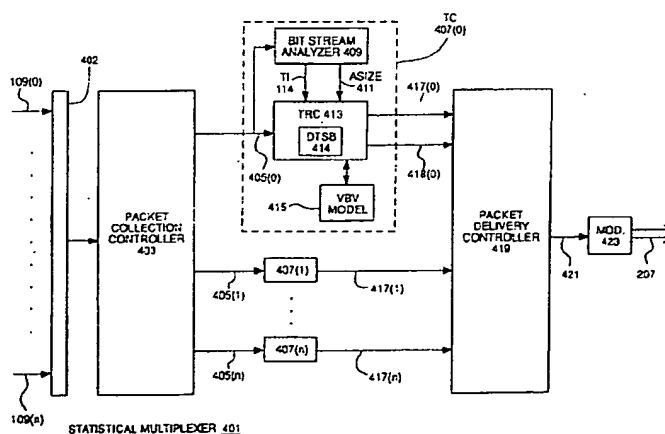 402
109(0)
109(n)
PACKET
COLLECTION
CONTROLLER
403
BIT STREAM
ANALYZER 409
TI
114
ASIZE
411
TRC 413
DTSB
414
405(0)
415
VBV
MODEL
TC
407(0)
417(0)
418(0)
405(1)
407(1)
417(1)
405(n)
407(n)
417(n)
PACKET
DELIVERY
CONTROLLER
419
421
MOD.
423
207
STATISTICAL MULTIPLEXER 401